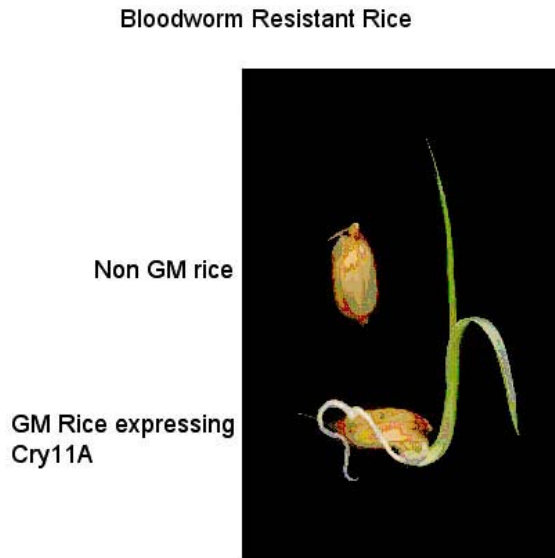 Bloodworm Resistant Rice
Non GM rice
GM Rice expressing
Cry11A